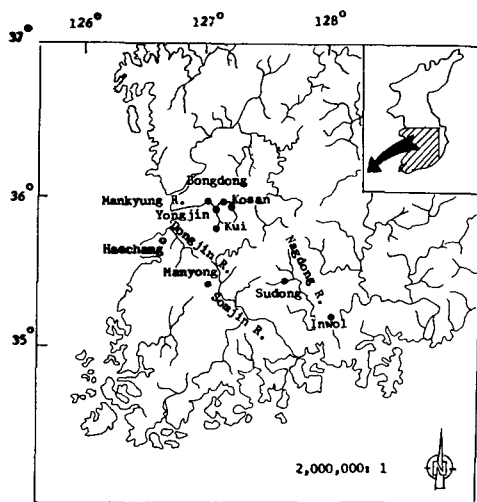 126° 127° 128°
37°
36°
35°
Bongdong
Mankyung R.
Kosan
Yongjin
Kui
Dongjin R.
Haechang
Manyong
Nagdong R.
Sudong
Somjin R.
Inwol
2,000,000: 1
N